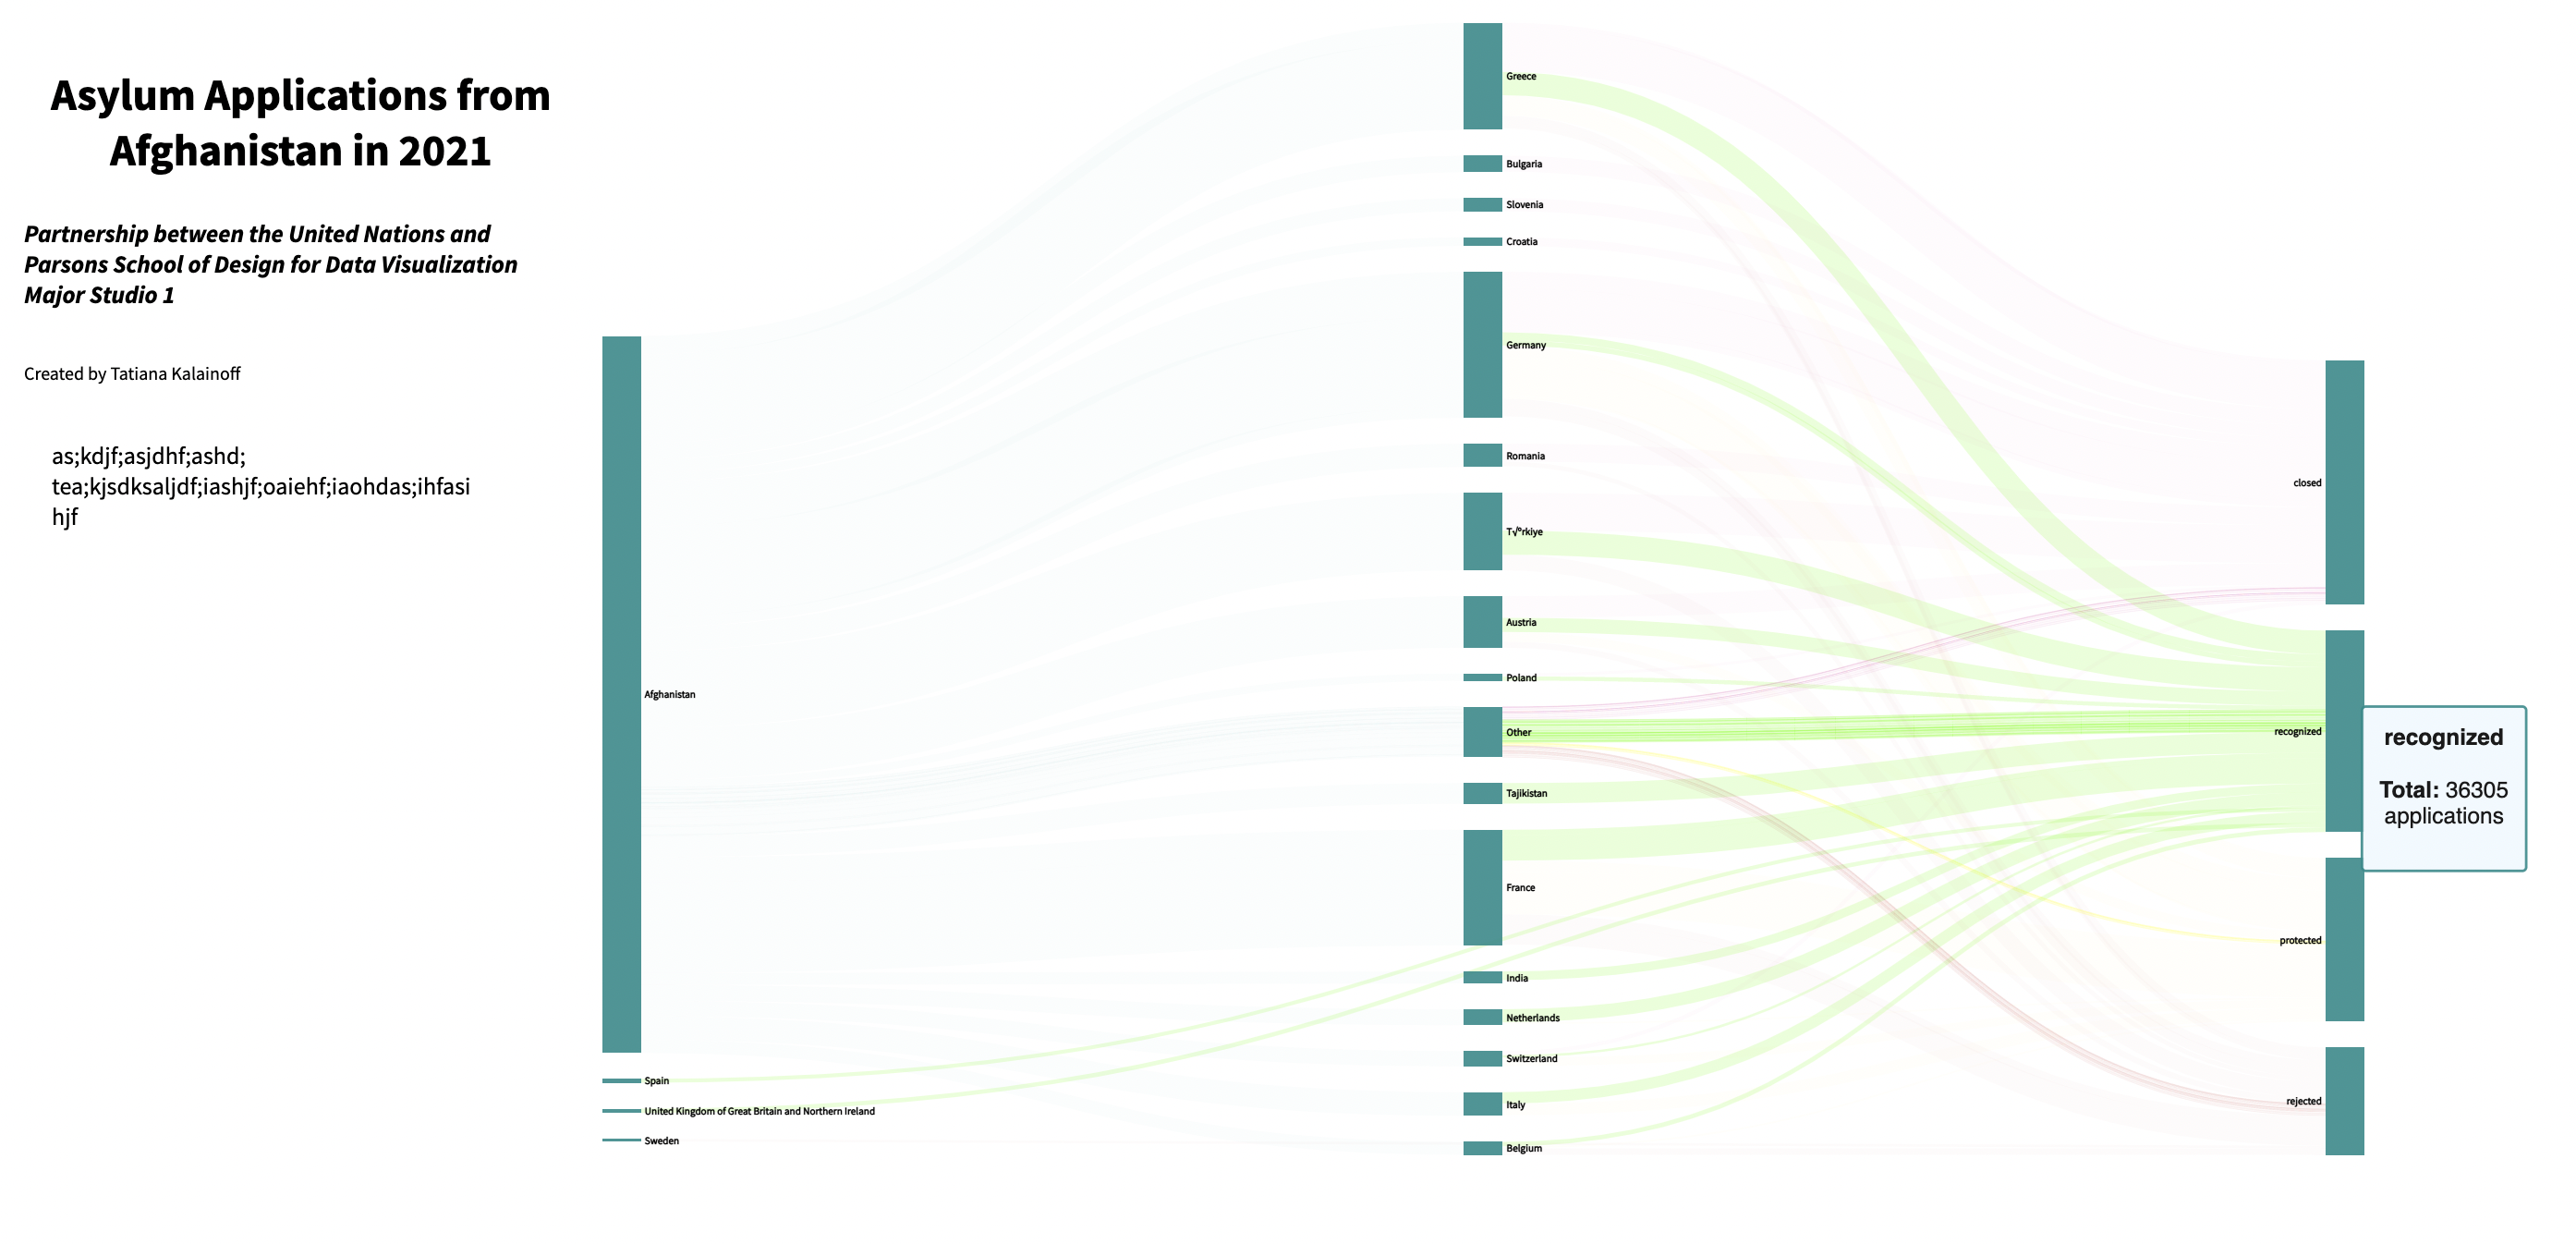 Asylum Applications from
Afghanistan in 2021
Partnership between the United Nations and
Parsons School of Design for Data Visualization
Major Studio 1
Created by Tatiana Kalainoff
as;kdjf;asjdhf;ashd;
tea;kjsdksaljdf;iashjf;oaiehf;iaohdas;ihfasi
hjf
Afghanistan
Spain
United Kingdom of Great Britain and Northern Ireland
Sweden
Greece
Bulgaria
Slovenia
Croatia
Germany
Romania
T√ºrkiye
Austria
Poland
Other
Tajikistan
France
India
Netherlands
Switzerland
Italy
Belgium
closed
recognized
protected
rejected
recognized
Total: 36305
applications